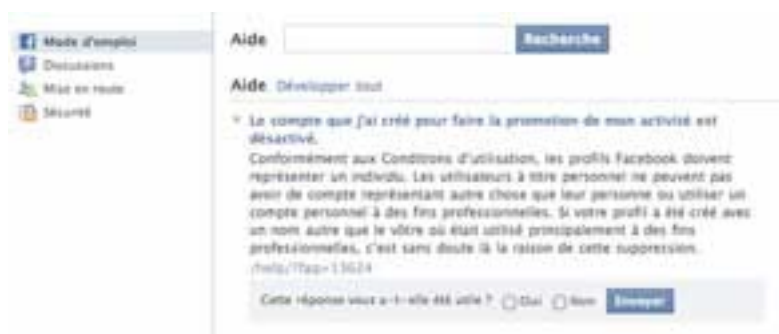 Mode d'emploi
Discussions
Mise en route
Sécurité
Aide
Recherche
Aide Développer tout
Le compte que j'ai créé pour faire la promotion de mon activité est
désactivé.
Conformément aux Conditions d'utilisation, les profils Facebook doivent
représenter un individu. Les utilisateurs à titre personnel ne peuvent pas
avoir de compte représentant autre chose que leur personne ou utiliser un
compte personnel à des fins professionnelles. Si votre profil a été créé avec
un nom autre que le vôtre ou était utilisé principalement à des fins
professionnelles, c'est sans doute là la raison de cette suppression.
/help/?faq=13624
Cette réponse vous a-t-elle été utile ? Oui Non Envoyer